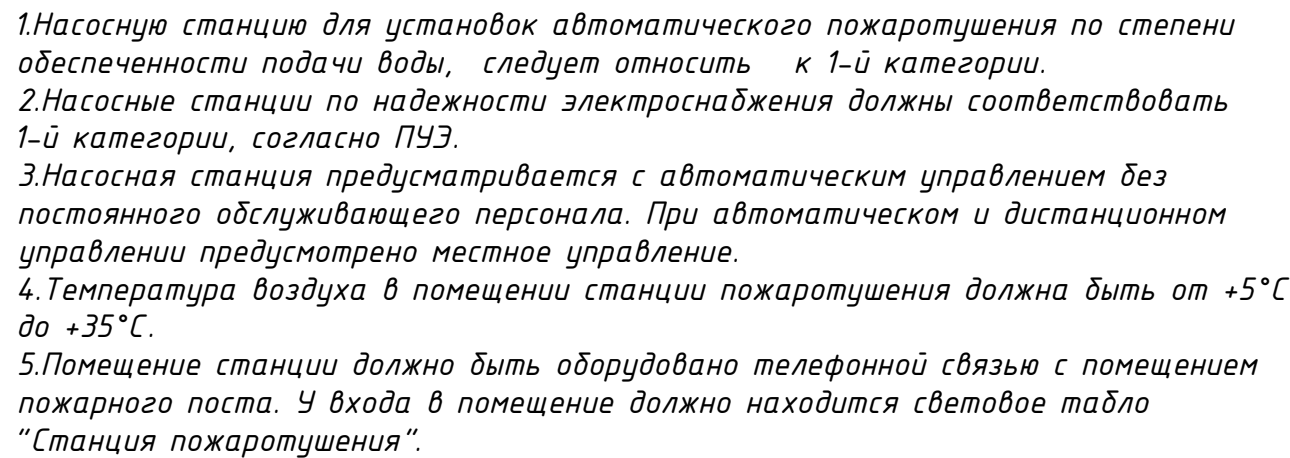 1.Насосную станцию для установок автоматического пожаротушения по степени
обеспеченности подачи воды, следует относить к 1-й категории.
2.Насосные станции по надежности электроснабжения должны соответствовать
1-й категории, согласно ПУЭ.
3.Насосная станция предусматривается с автоматическим управлением без
постоянного обслуживающего персонала. При автоматическом и дистанционном
управлении предусмотрено местное управление.
4.Температура воздуха в помещении станции пожаротушения должна быть от +5°С
до +35°С.
5.Помещение станции должно быть оборудовано телефонной связью с помещением
пожарного поста. У входа в помещение должно находится световое табло
"Станция пожаротушения".